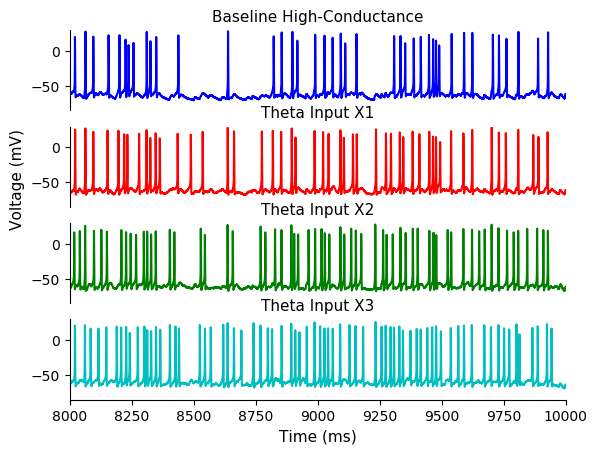 Baseline High-Conductance
0
−50
Theta Input X1
0
−50
Theta Input X2
0
−50
Theta Input X3
0
−50
Voltage (mV)
8000 8250 8500 8750 9000 9250 9500 9750 10000
Time (ms)